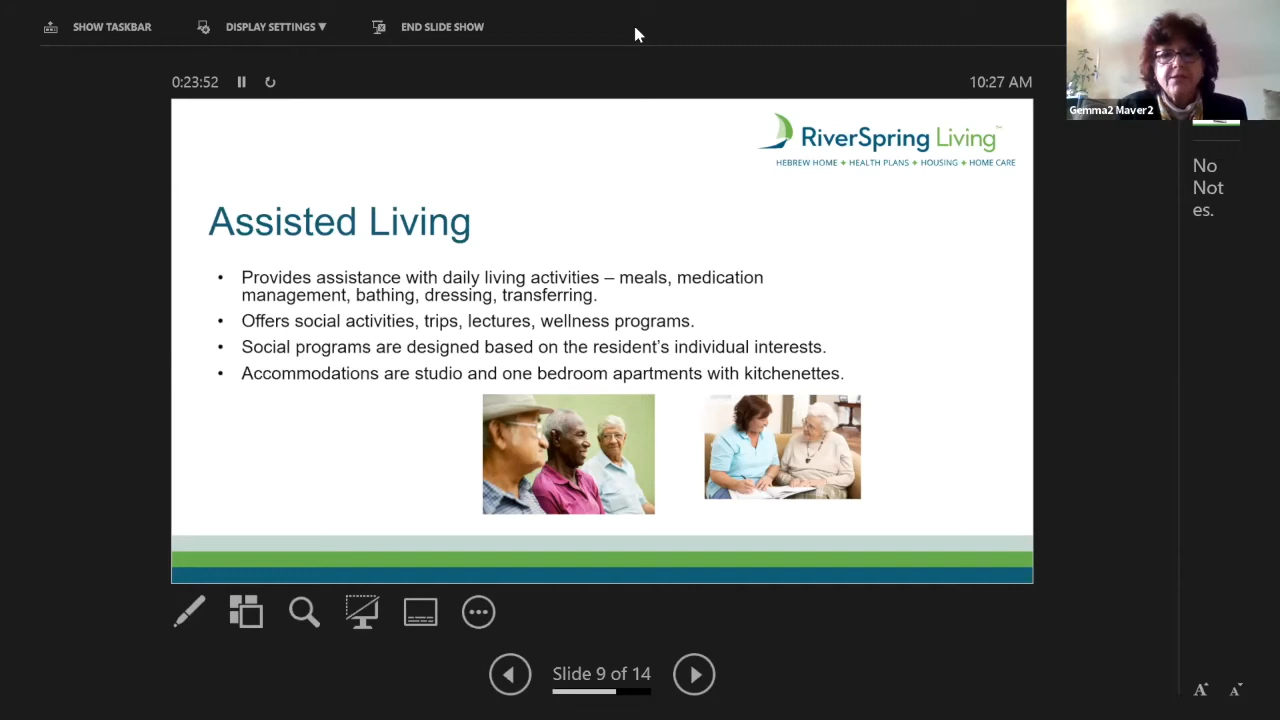 SHOW TASKBAR
DISPLAY SETTINGS ▼
END SLIDE SHOW
Gemma2 Maver2
0:23:52
10:27 AM
RiverSpring Living™
HEBREW HOME + HEALTH PLANS + HOUSING + HOME CARE
No
Not
es.
Assisted Living
• Provides assistance with daily living activities – meals, medication
management, bathing, dressing, transferring.
• Offers social activities, trips, lectures, wellness programs.
• Social programs are designed based on the resident's individual interests.
• Accommodations are studio and one bedroom apartments with kitchenettes.
Slide 9 of 14
A A